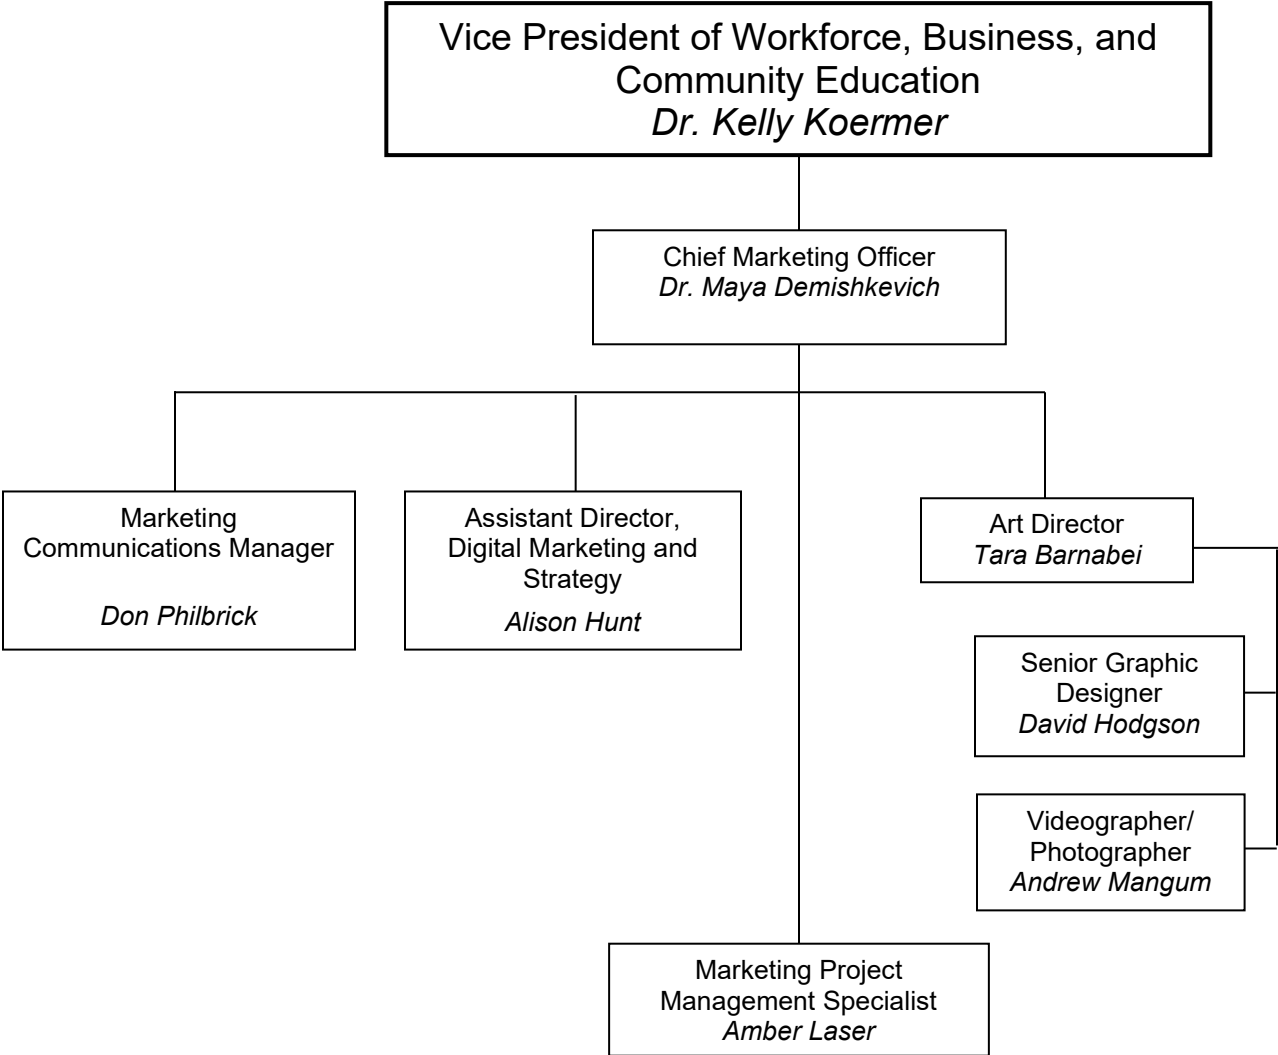 Vice President of Workforce, Business, and
Community Education
Dr. Kelly Koermer
Chief Marketing Officer
Dr. Maya Demishkevich
Marketing
Communications Manager
Don Philbrick
Assistant Director,
Digital Marketing and
Strategy
Alison Hunt
Art Director
Tara Barnabei
Senior Graphic
Designer
David Hodgson
Videographer/
Photographer
Andrew Mangum
Marketing Project
Management Specialist
Amber Laser